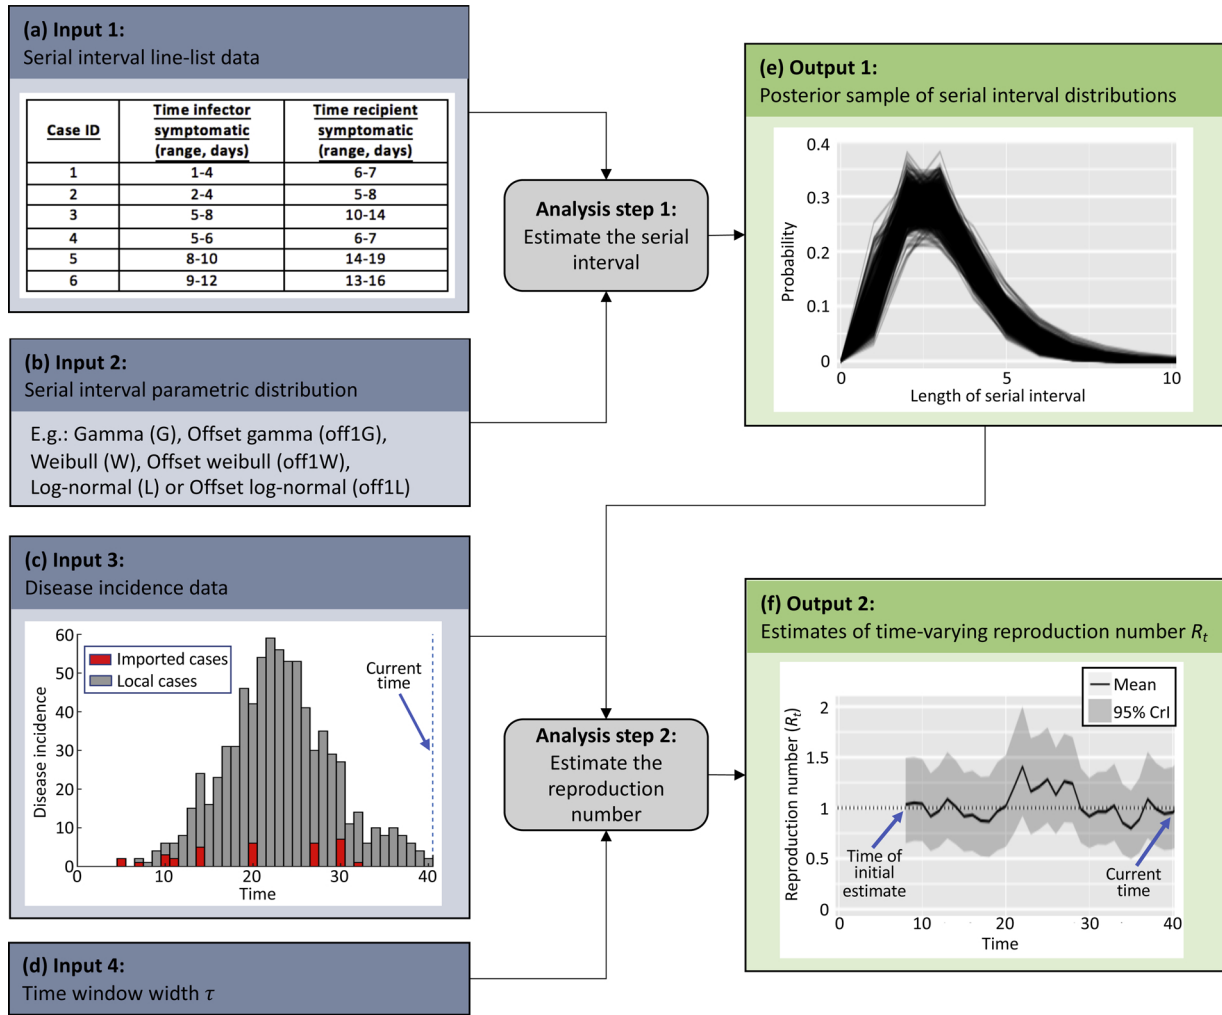 (a) Input 1:
Serial interval line-list data
Case ID
Time infector
symptomatic
(range, days)
Time recipient
symptomatic
(range, days)
1 1-4 6-7
2 2-4 5-8
3 5-8 10-14
4 5-6 6-7
5 8-10 14-19
6 9-12 13-16
(b) Input 2:
Serial interval parametric distribution
E.g.: Gamma (G), Offset gamma (off1G),
Weibull (W), Offset weibull (off1W),
Log-normal (L) or Offset log-normal (off1L)
(c) Input 3:
Disease incidence data
Disease incidence
60
50
40
30
20
10
0
Imported cases
Local cases
Current
time
0 10 20 30 40
Time
(d) Input 4:
Time window width τ
Analysis step 1:
Estimate the serial
interval
Analysis step 2:
Estimate the
reproduction
number
(e) Output 1:
Posterior sample of serial interval distributions
Probability
0.4
0.3
0.2
0.1
0
0 5 10
Length of serial interval
(f) Output 2:
Estimates of time-varying reproduction number Rt
Reproduction number (Rt)
2
1.5
1
0.5
0
Mean
95% CrI
Time of
initial
estimate
Current
time
0 10 20 30 40
Time